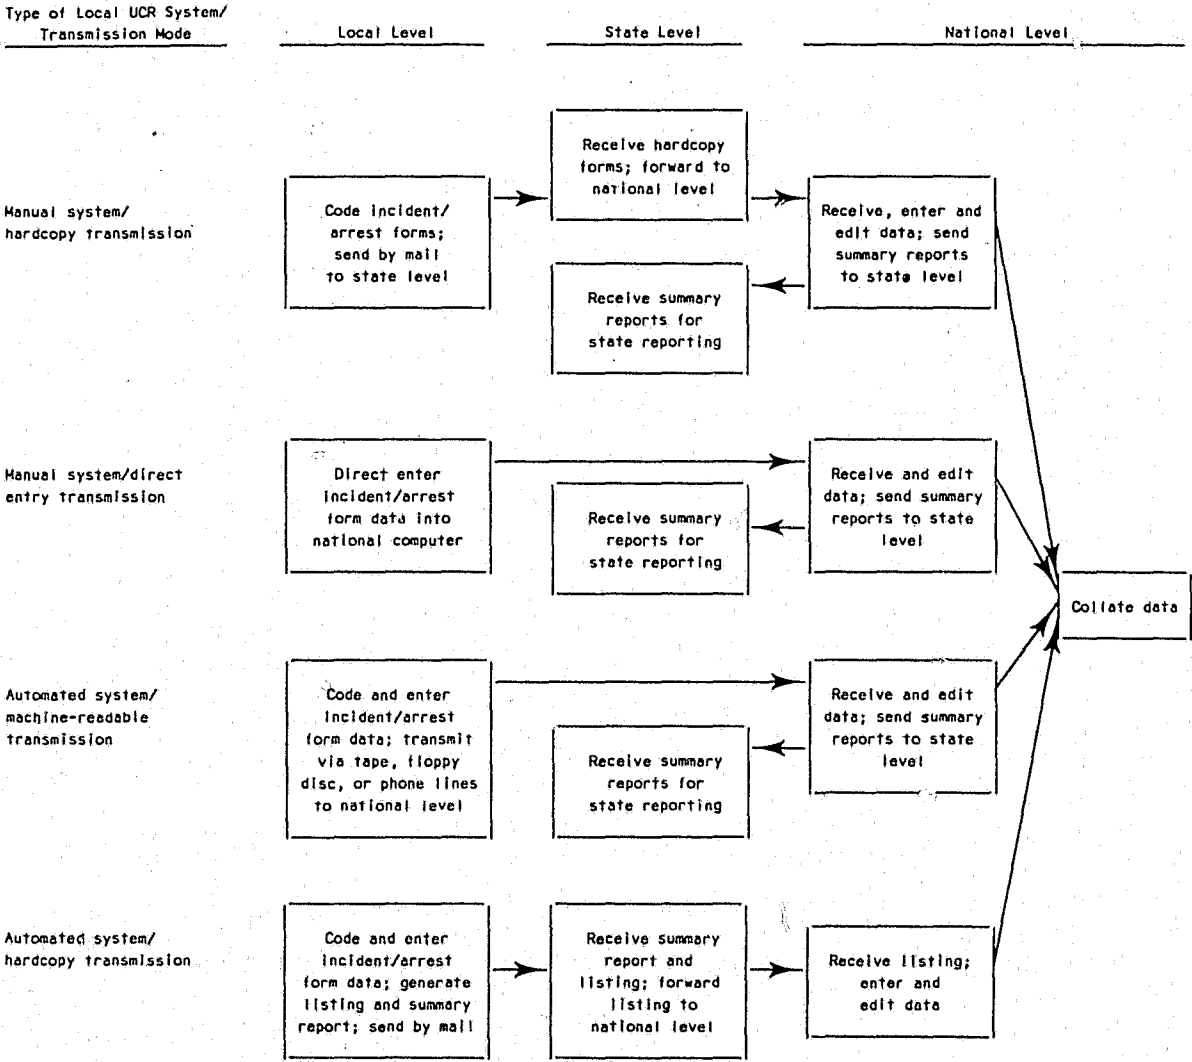 Type of Local UCR System/
Transmission Mode
Local Level
State Level
National Level
Manual system/
hardcopy transmission
Code incident/
arrest forms;
send by mail
to state level
Receive hardcopy
forms; forward to
national level
Receive summary
reports for
state reporting
Receive, enter and
edit data; send
summary reports
to state level
Manual system/direct
entry transmission
Direct enter
incident/arrest
form data into
national computer
Receive summary
reports for
state reporting
Receive and edit
data; send summary
reports to state
level
Collate data
Automated system/
machine-readable
transmission
Code and enter
incident/arrest
form data; transmit
via tape, floppy
disc, or phone lines
to national level
Receive summary
reports for
state reporting
Receive and edit
data; send summary
reports to state
level
Automated system/
hardcopy transmission
Code and enter
incident/arrest
form data; generate
listing and summary
report; send by mail
Receive summary
report and
listing; forward
listing to
national level
Receive listing;
enter and
edit data